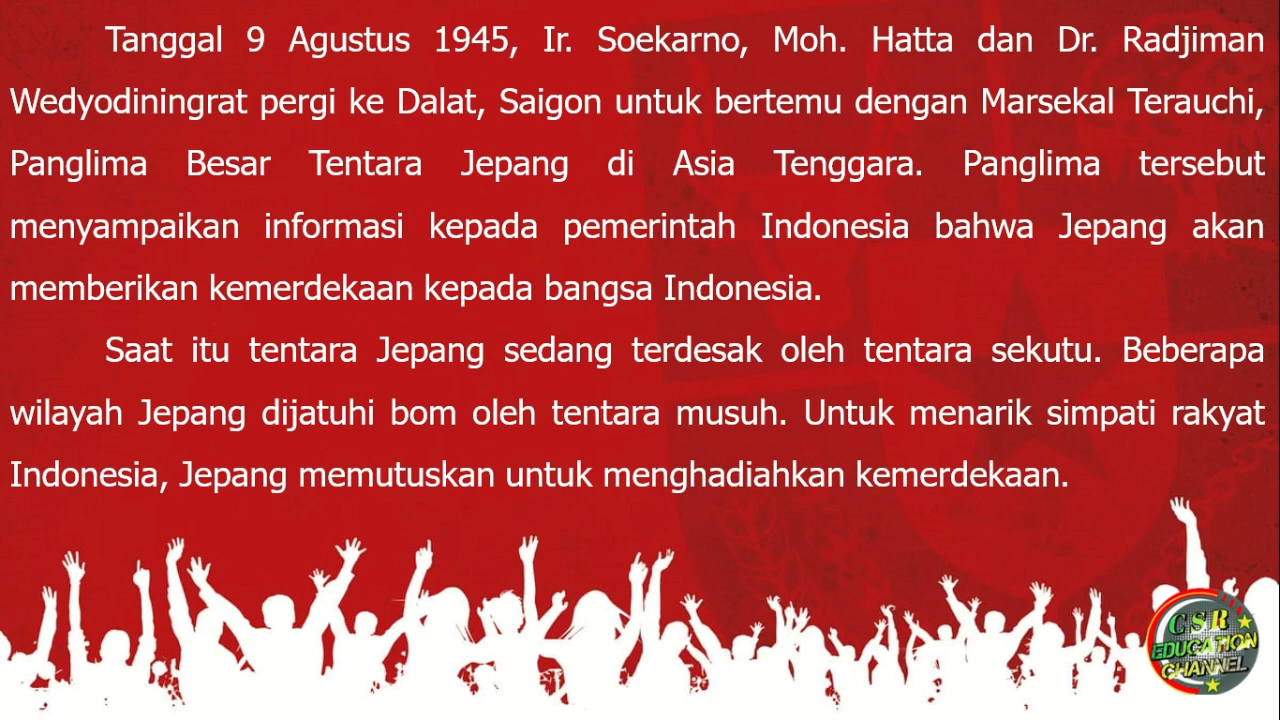 Tanggal 9 Agustus 1945, Ir. Soekarno, Moh. Hatta dan Dr. Radjiman
Wedyodiningrat pergi ke Dalat, Saigon untuk bertemu dengan Marsekal Terauchi,
Panglima Besar Tentara Jepang di Asia Tenggara. Panglima tersebut
menyampaikan informasi kepada pemerintah Indonesia bahwa Jepang akan
memberikan kemerdekaan kepada bangsa Indonesia.
Saat itu tentara Jepang sedang terdesak oleh tentara sekutu. Beberapa
wilayah Jepang dijatuhi bom oleh tentara musuh. Untuk menarik simpati rakyat
Indonesia, Jepang memutuskan untuk menghadiahkan kemerdekaan.
CSR
EDUCATION
CHANNEL